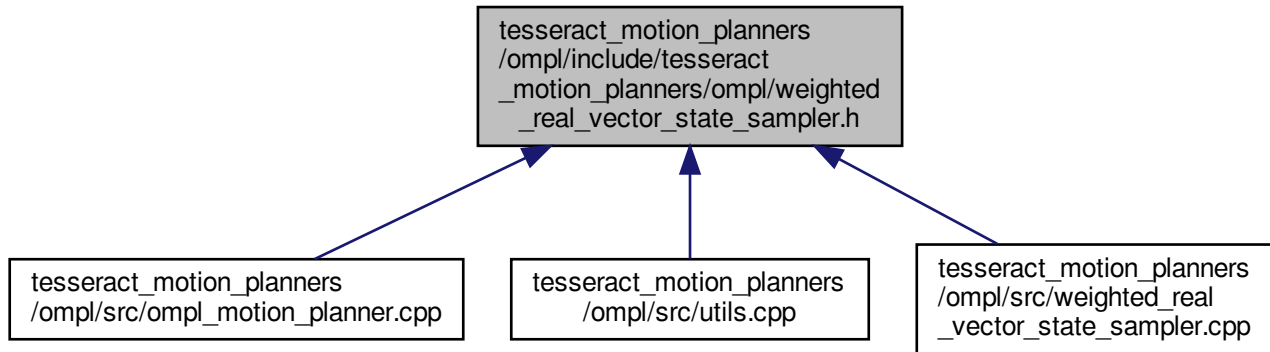 tesseract_motion_planners
/ompl/include/tesseract
_motion_planners/ompl/weighted
_real_vector_state_sampler.h
tesseract_motion_planners
/ompl/src/ompl_motion_planner.cpp
tesseract_motion_planners
/ompl/src/utils.cpp
tesseract_motion_planners
/ompl/src/weighted_real
_vector_state_sampler.cpp